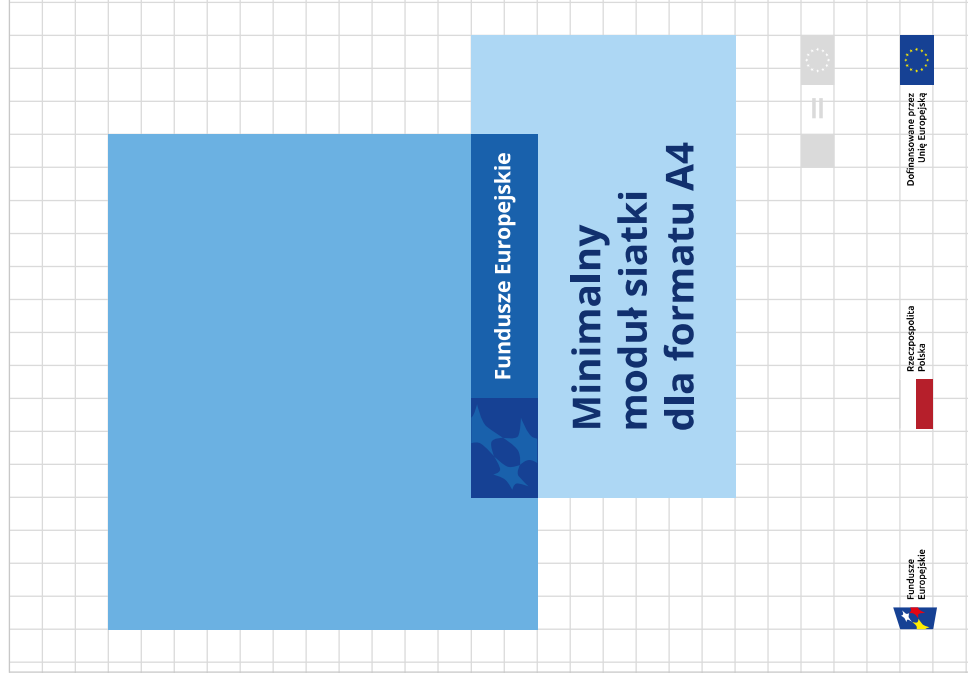 Fundusze Europejskie
Minimalny
moduł siatki
dla formatu A4
Fundusze
Europejskie
Rzeczpospolita
Polska
Dofinansowane przez
Unię Europejską